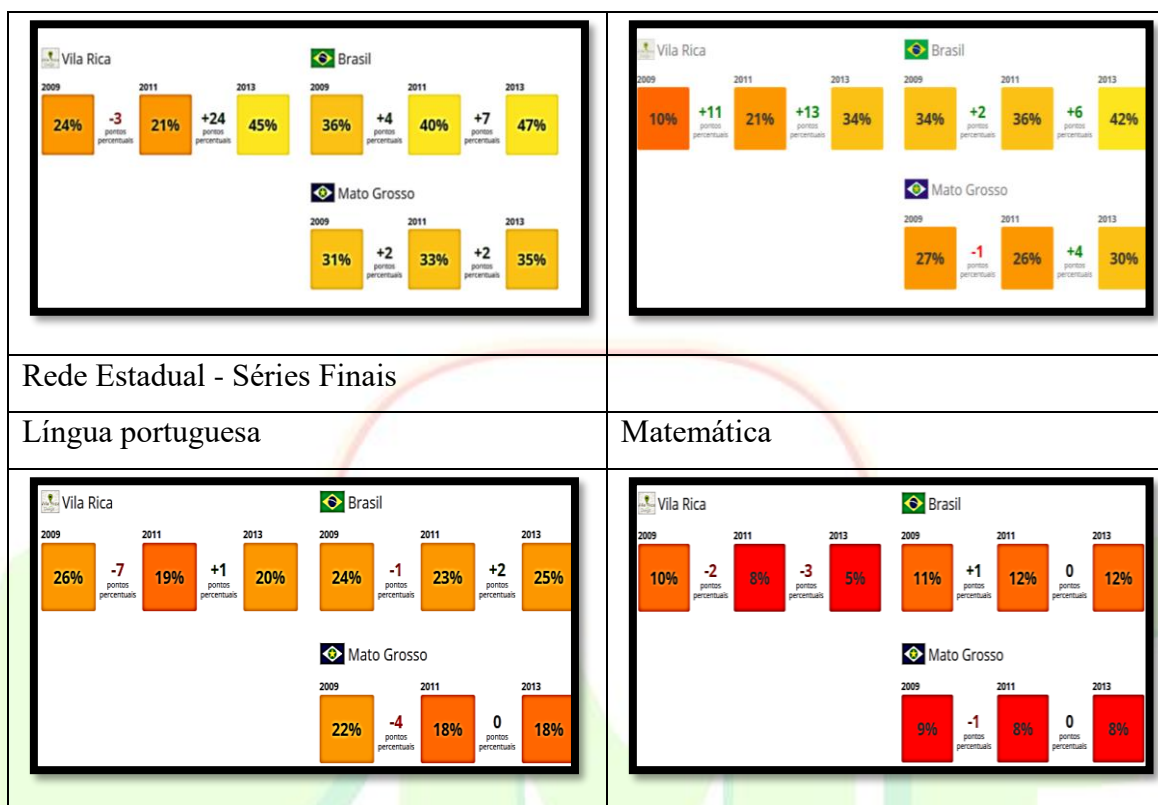 Vila Rica
Brasil
2009 2011 2013 2009 2011 2013
24% -3 pontos percentuais 21% +24 pontos percentuais 45% 36% +4 pontos percentuais 40% +7 pontos percentuais 47%
Mato Grosso
2009 2011 2013
31% +2 pontos percentuais 33% +2 pontos percentuais 35%
Vila Rica
Brasil
2009 2011 2013 2009 2011 2013
10% +11 pontos percentuais 21% +13 pontos percentuais 34% 34% +2 pontos percentuais 36% +6 pontos percentuais 42%
Mato Grosso
2009 2011 2013
27% -1 pontos percentuais 26% +4 pontos percentuais 30%
Rede Estadual - Séries Finais
Língua portuguesa
Matemática
Vila Rica
Brasil
2009 2011 2013 2009 2011 2013
26% -7 pontos percentuais 19% +1 pontos percentuais 20% 24% -1 pontos percentuais 23% +2 pontos percentuais 25%
Mato Grosso
2009 2011 2013
22% -4 pontos percentuais 18% 0 pontos percentuais 18%
Vila Rica
Brasil
2009 2011 2013 2009 2011 2013
10% -2 pontos percentuais 8% -3 pontos percentuais 5% 11% +1 pontos percentuais 12% 0 pontos percentuais 12%
Mato Grosso
2009 2011 2013
9% -1 pontos percentuais 8% 0 pontos percentuais 8%